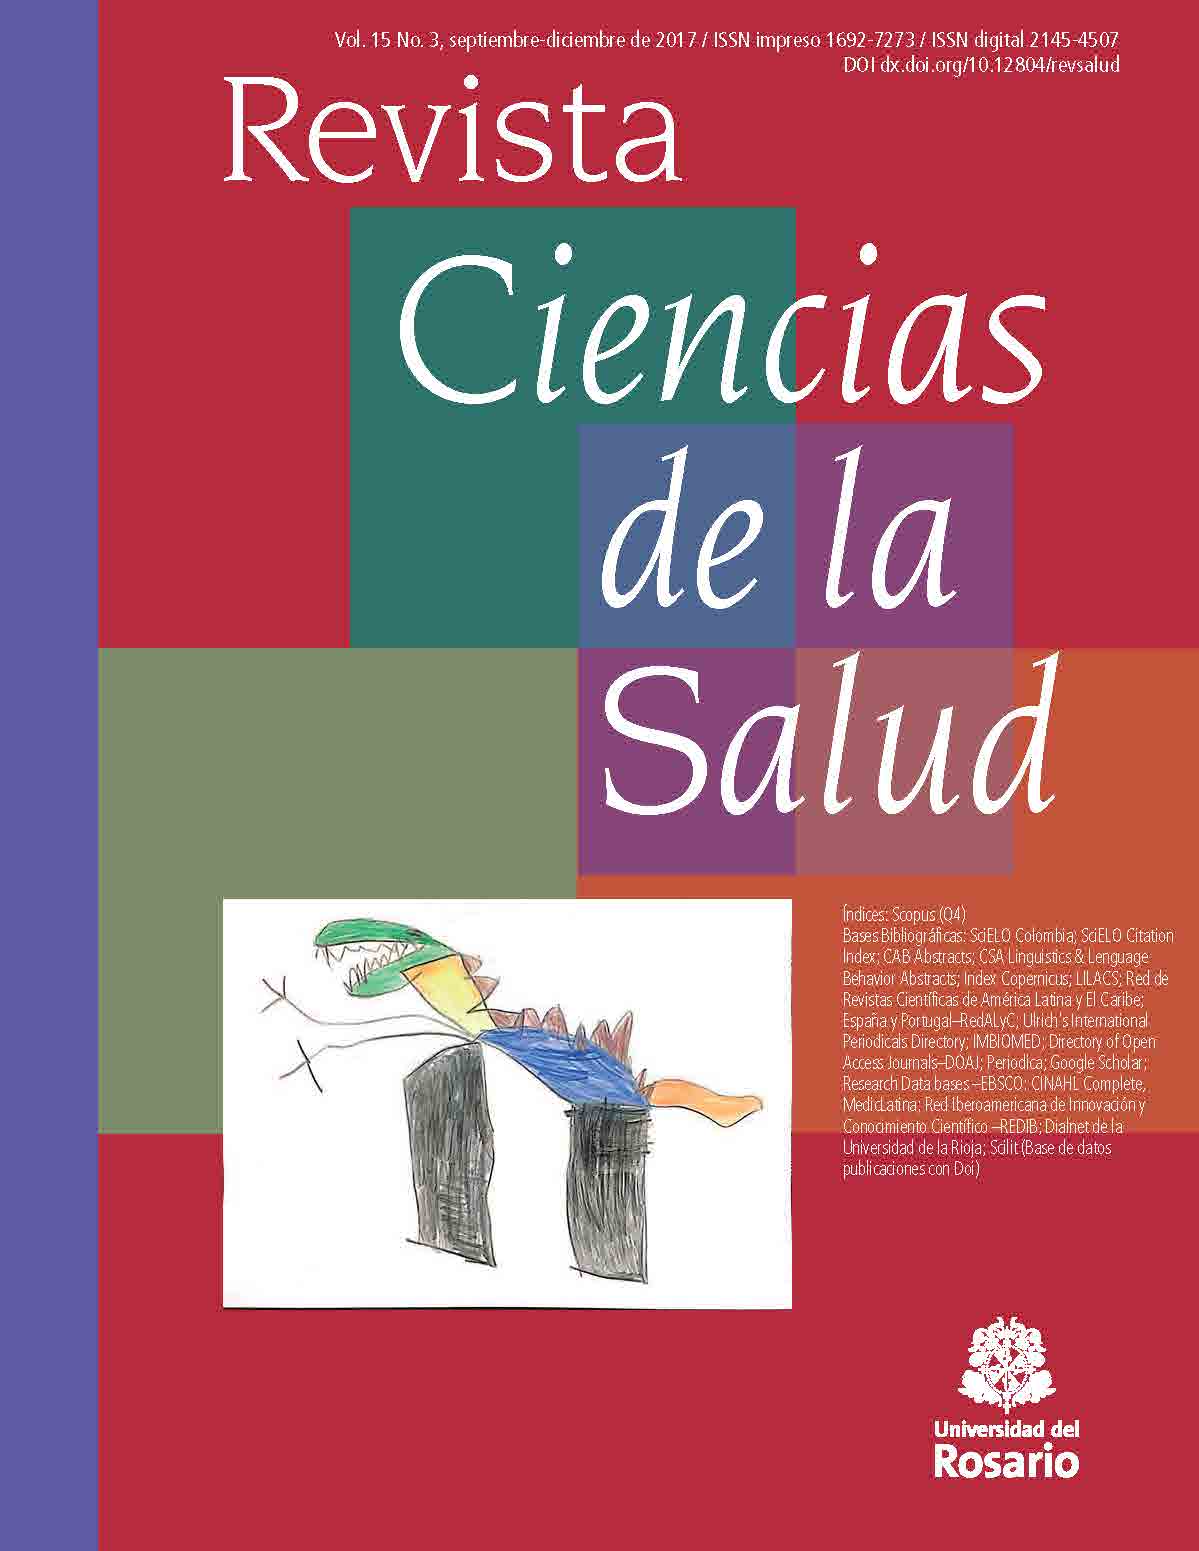 Vol. 15 No. 3, septiembre-diciembre de 2017 / ISSN impreso 1692-7273 / ISSN digital 2145-4507
DOI dx.doi.org/10.12804/revsalud
Revista
Ciencias
de la
Salud
Índices: Scopus (Q4)
Bases Bibliográficas: SciELO Colombia; SciELO Citation
Index; CAB Abstracts; CSA Linguistics & Lenguage
Behavior Abstracts; Index Copernicus; LILACS; Red de
Revistas Científicas de América Latina y El Caribe;
España y Portugal–RedALyC; Ulrich's International
Periodicals Directory; IMBIOMED; Directory of Open
Access Journals–DOAJ; Periodica; Google Scholar;
Research Data bases –EBSCO: CINAHL Complete,
MedicLatina; Red Iberoamericana de Innovación y
Conocimiento Científico –REDIB; Dialnet de la
Universidad de la Rioja; Scilit (Base de datos
publicaciones con Doi)
Universidad del
Rosario